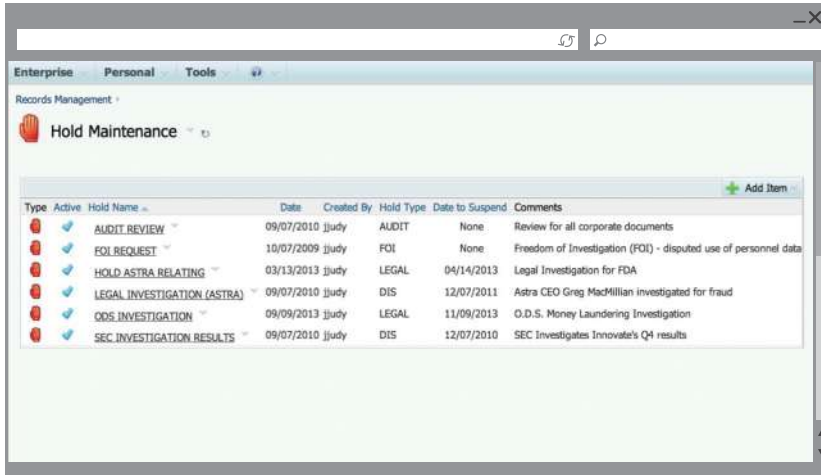 Enterprise Personal Tools
Records Management
Hold Maintenance
Add Item
Type Active Hold Name Date Created By Hold Type Date to Suspend Comments
AUDIT REVIEW 09/07/2010 jjudy AUDIT None Review for all corporate documents
FOI REQUEST 10/07/2009 jjudy FOI None Freedom of Investigation (FOI) - disputed use of personnel data
HOLD ASTRA RELATING 03/13/2013 jjudy LEGAL 04/14/2013 Legal Investigation for FDA
LEGAL INVESTIGATION (ASTRA) 09/07/2010 jjudy DIS 12/07/2011 Astra CEO Greg MacMillian investigated for fraud
ODS INVESTIGATION 09/09/2013 jjudy LEGAL 11/09/2013 O.D.S. Money Laundering Investigation
SEC INVESTIGATION RESULTS 09/07/2010 jjudy DIS 12/07/2010 SEC Investigates Innovate's Q4 results